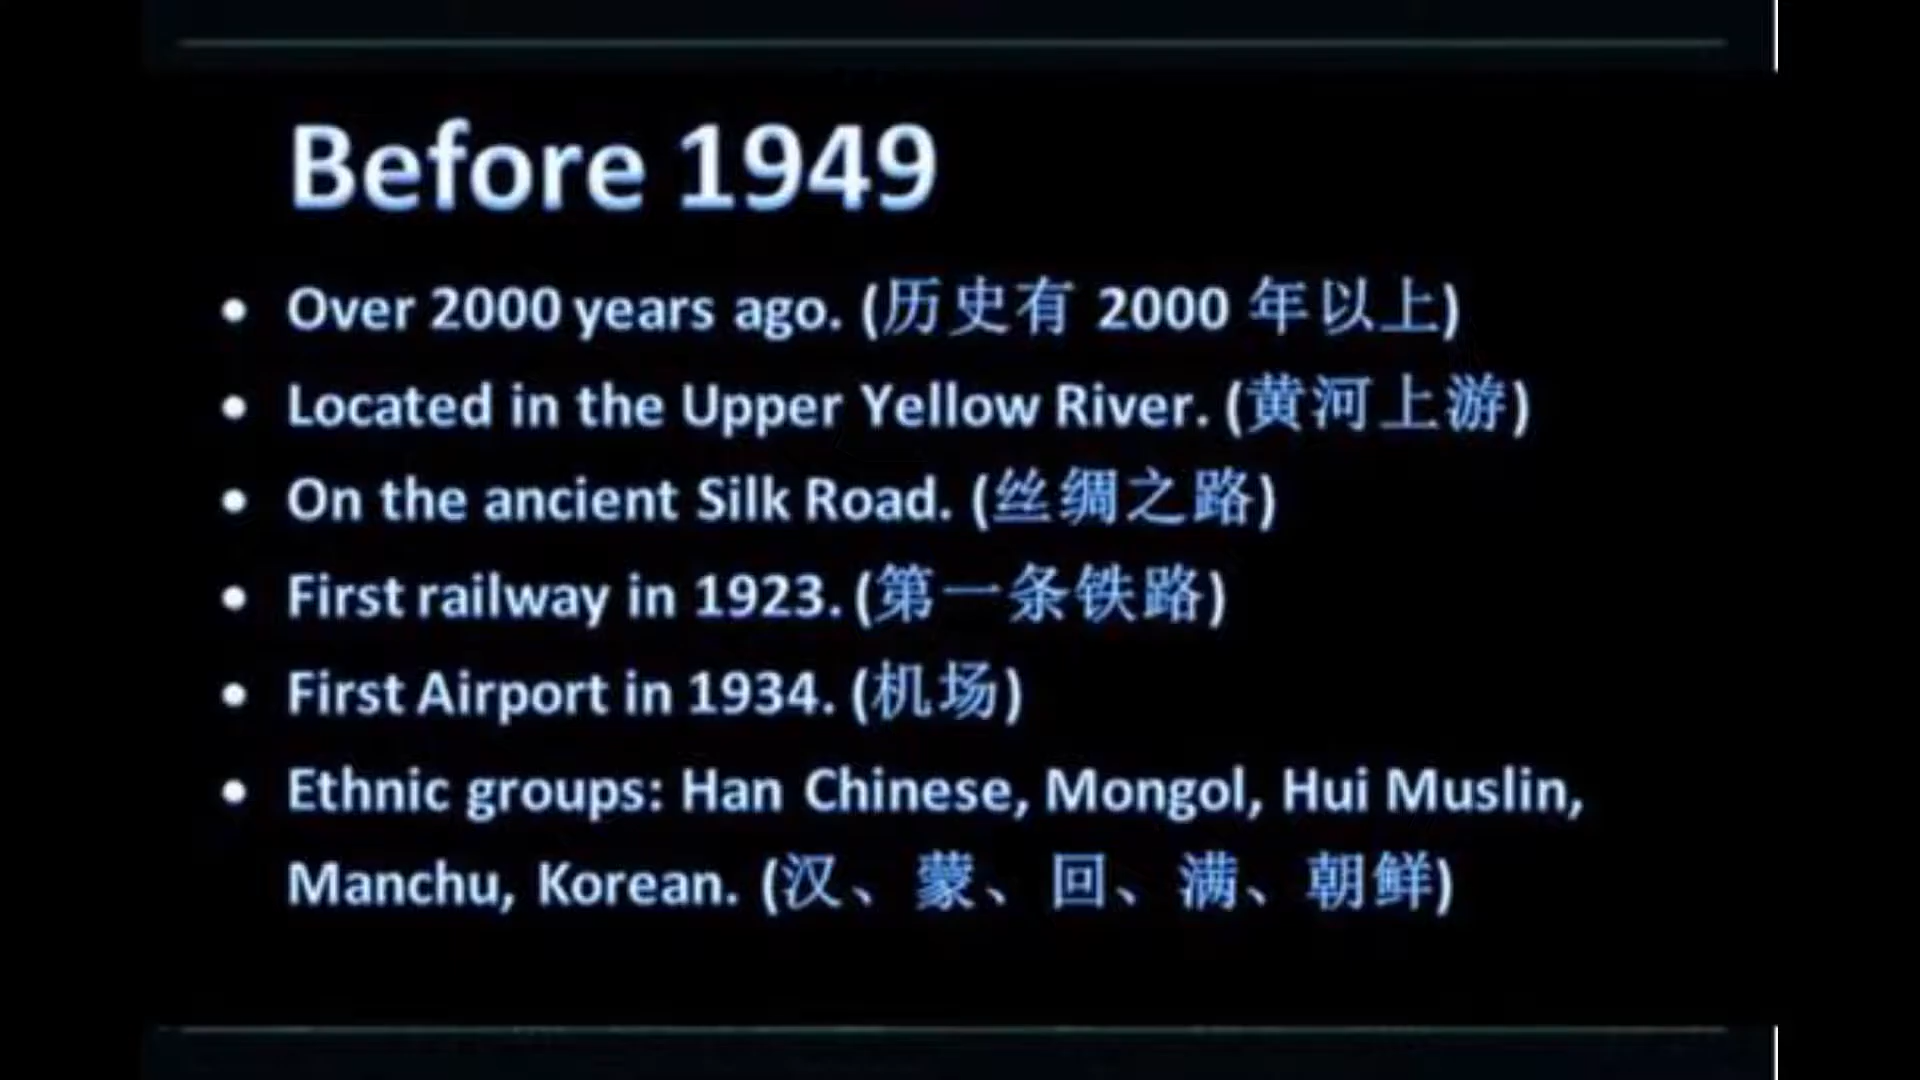 Before 1949
• Over 2000 years ago. (历史有 2000 年以上)
• Located in the Upper Yellow River. (黄河上游)
• On the ancient Silk Road. (丝绸之路)
• First railway in 1923. (第一条铁路)
• First Airport in 1934. (机场)
• Ethnic groups: Han Chinese, Mongol, Hui Muslin,
Manchu, Korean. (汉、蒙、回、满、朝鲜)